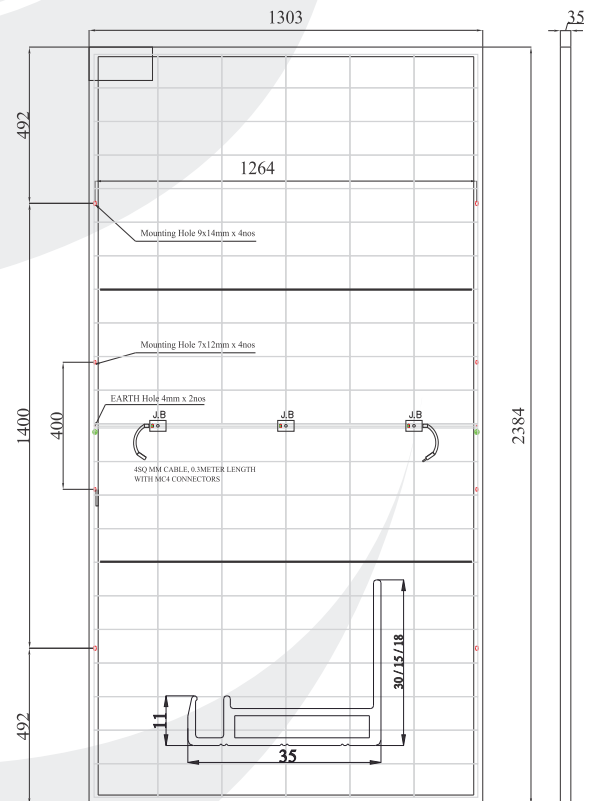 1303
35
492
1264
Mounting Hole 9x14mm x 4nos
Mounting Hole 7x12mm x 4nos
EARTH Hole 4mm x 2nos
J.B
J.B
J.B
1400
400
2384
4SQ MM CABLE, 0.3METER LENGTH
WITH MC4 CONNECTORS
30 / 15 / 18
11
35
492